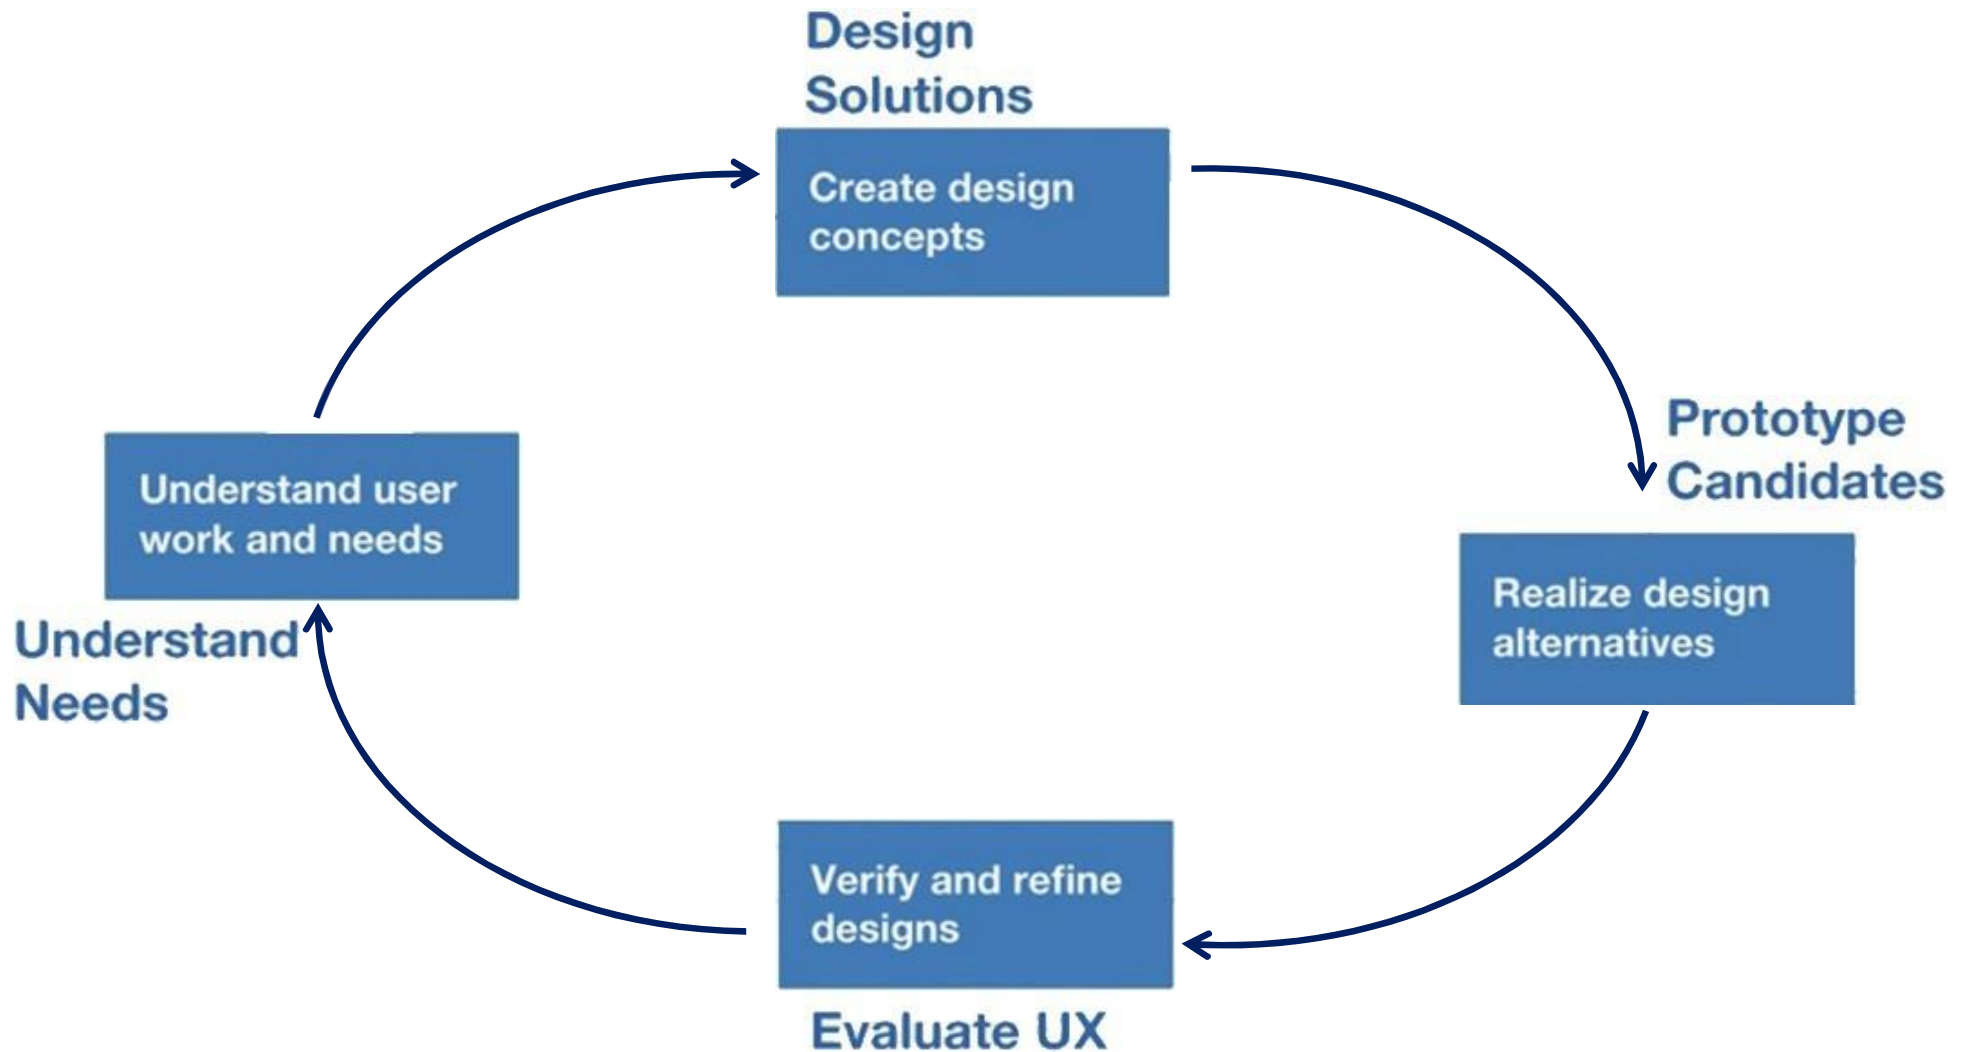 Design
Solutions
Create design
concepts
Prototype
Candidates
Realize design
alternatives
Understand user
work and needs
Understand
Needs
Verify and refine
designs
Evaluate UX